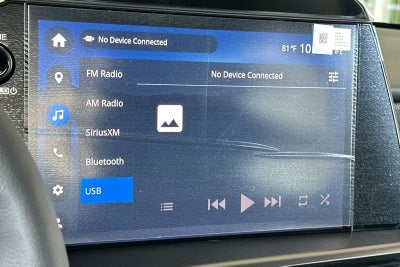 No Device Connected
81°F 10
FM Radio
No Device Connected
AM Radio
SiriusXM
Bluetooth
USB